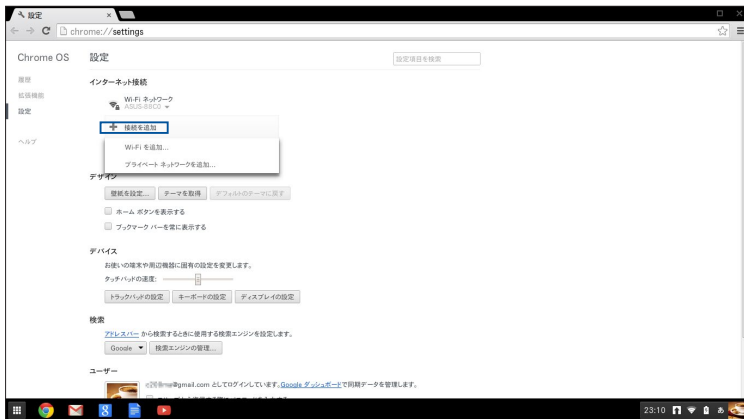 設定
chrome://settings
Chrome OS
設定
設定項目を検索
履歴
拡張機能
設定
ヘルプ
インターネット接続
Wi-Fi ネットワーク
ASUS-88C0
接続を追加
Wi-Fi を追加...
プライベート ネットワークを追加...
デザイン
壁紙を設定... テーマを取得 デフォルトのテーマに戻す
ホーム ボタンを表示する
ブックマーク バーを常に表示する
デバイス
お使いの端末や周辺機器に固有の設定を変更します。
タッチパッドの速度:
トラックパッドの設定 キーボードの設定 ディスプレイの設定
検索
アドレスバー から検索するときに使用する検索エンジンを設定します。
Google 検索エンジンの管理...
ユーザー
@gmail.com としてログインしています。Google ダッシュボードで同期データを管理します。
23:10 あ